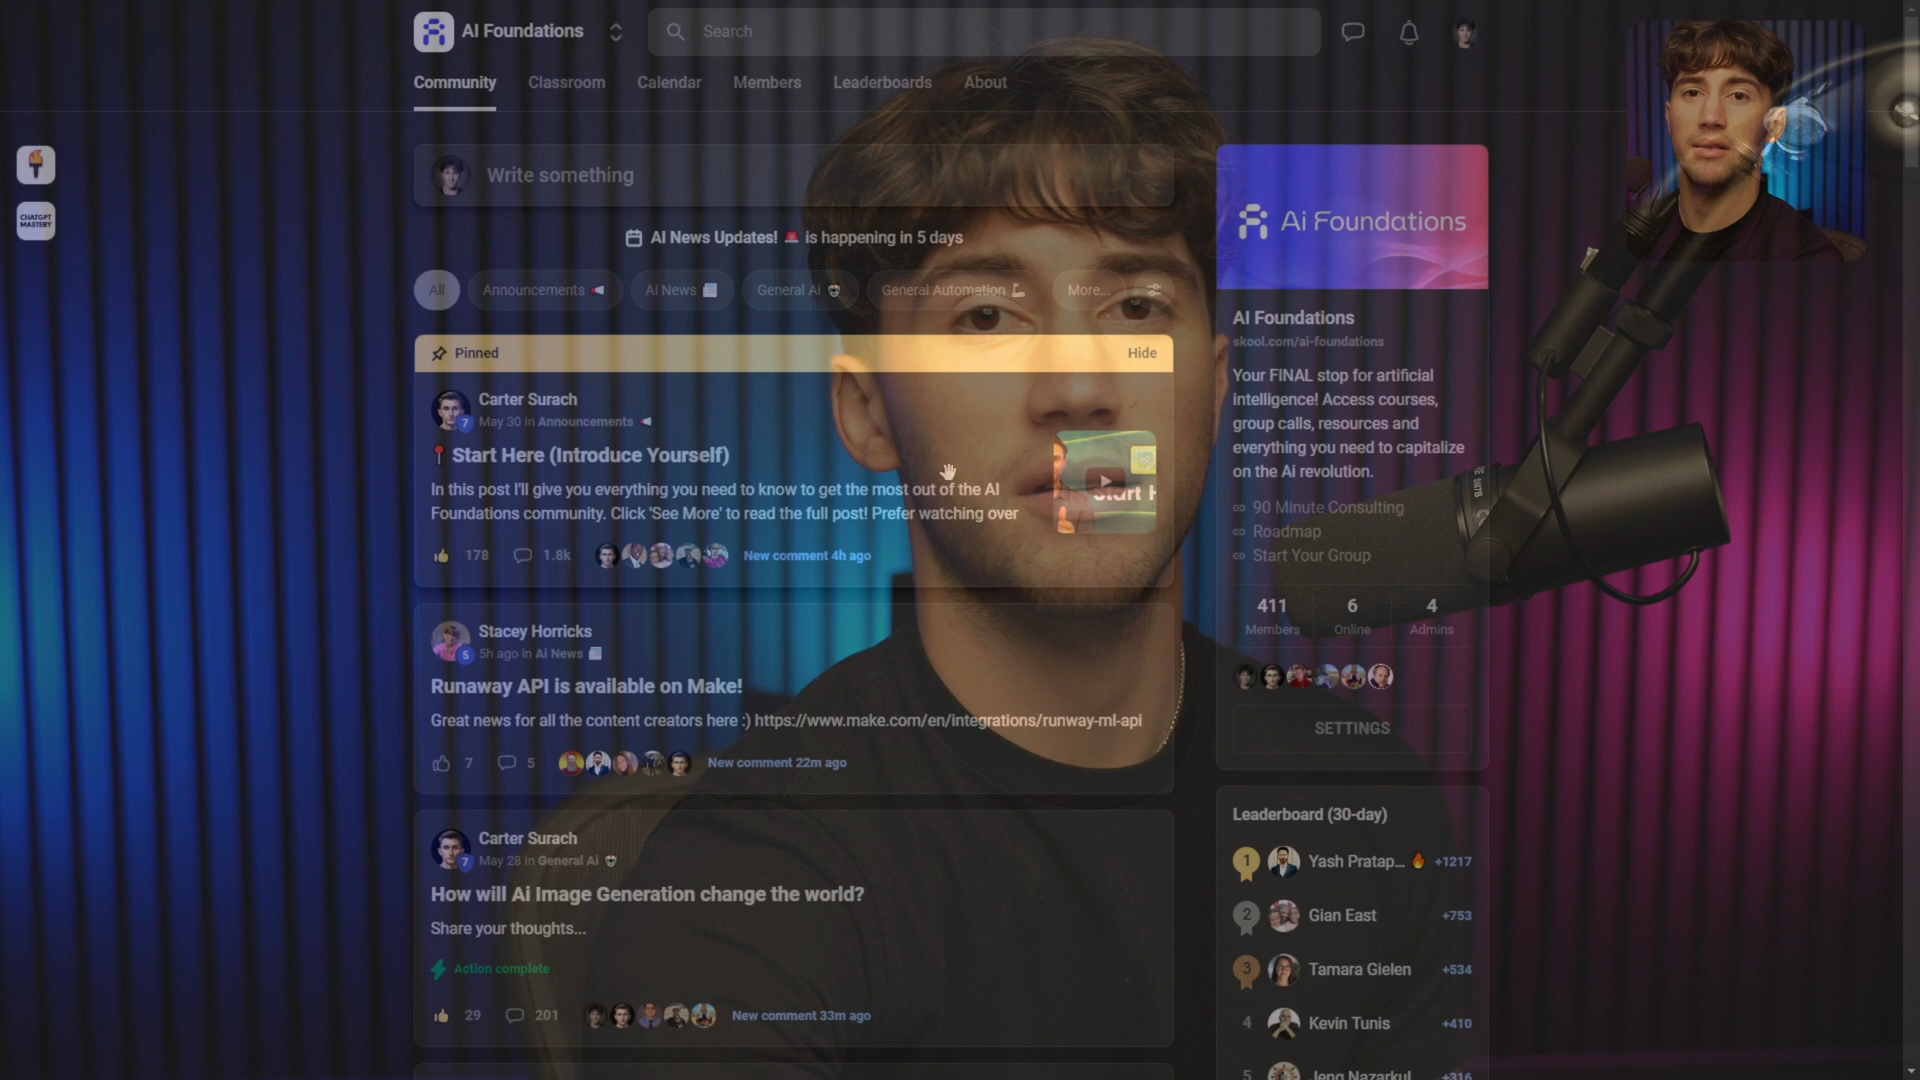 AI Foundations
Search
Community Classroom Calendar Members Leaderboards About
CHATGPT
MASTERY
Write something
AI News Updates! 🚨 is happening in 5 days
All Announcements Ai News General Ai General Automation More...
Pinned Hide
Carter Surach
7 May 30 in Announcements
Start Here (Introduce Yourself)
In this post I'll give you everything you need to know to get the most out of the AI
Foundations community. Click 'See More' to read the full post! Prefer watching over
178 1.8k New comment 4h ago
Start H
Stacey Horricks
5 5h ago in Ai News
Runaway API is available on Make!
Great news for all the content creators here :) https://www.make.com/en/integrations/runway-ml-api
7 5 New comment 22m ago
Carter Surach
7 May 28 in General Ai
How will Ai Image Generation change the world?
Share your thoughts...
Action complete
29 201 New comment 33m ago
Ai Foundations
AI Foundations
skool.com/ai-foundations
Your FINAL stop for artificial
intelligence! Access courses,
group calls, resources and
everything you need to capitalize
on the Ai revolution.
90 Minute Consulting
Roadmap
Start Your Group
411 6 4
Members Online Admins
SETTINGS
Leaderboard (30-day)
1 Yash Pratap... 🔥 +1217
2 Gian East +753
3 Tamara Gielen +534
4 Kevin Tunis +410
5 Jeng Nazarkul +316